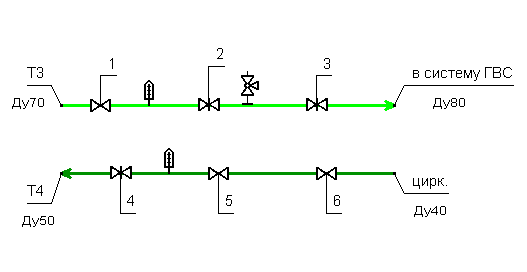 1
2
3
Т3
в систему ГВС
Ду70
Ду80
Т4
4
5
6
цирк.
Ду50
Ду40